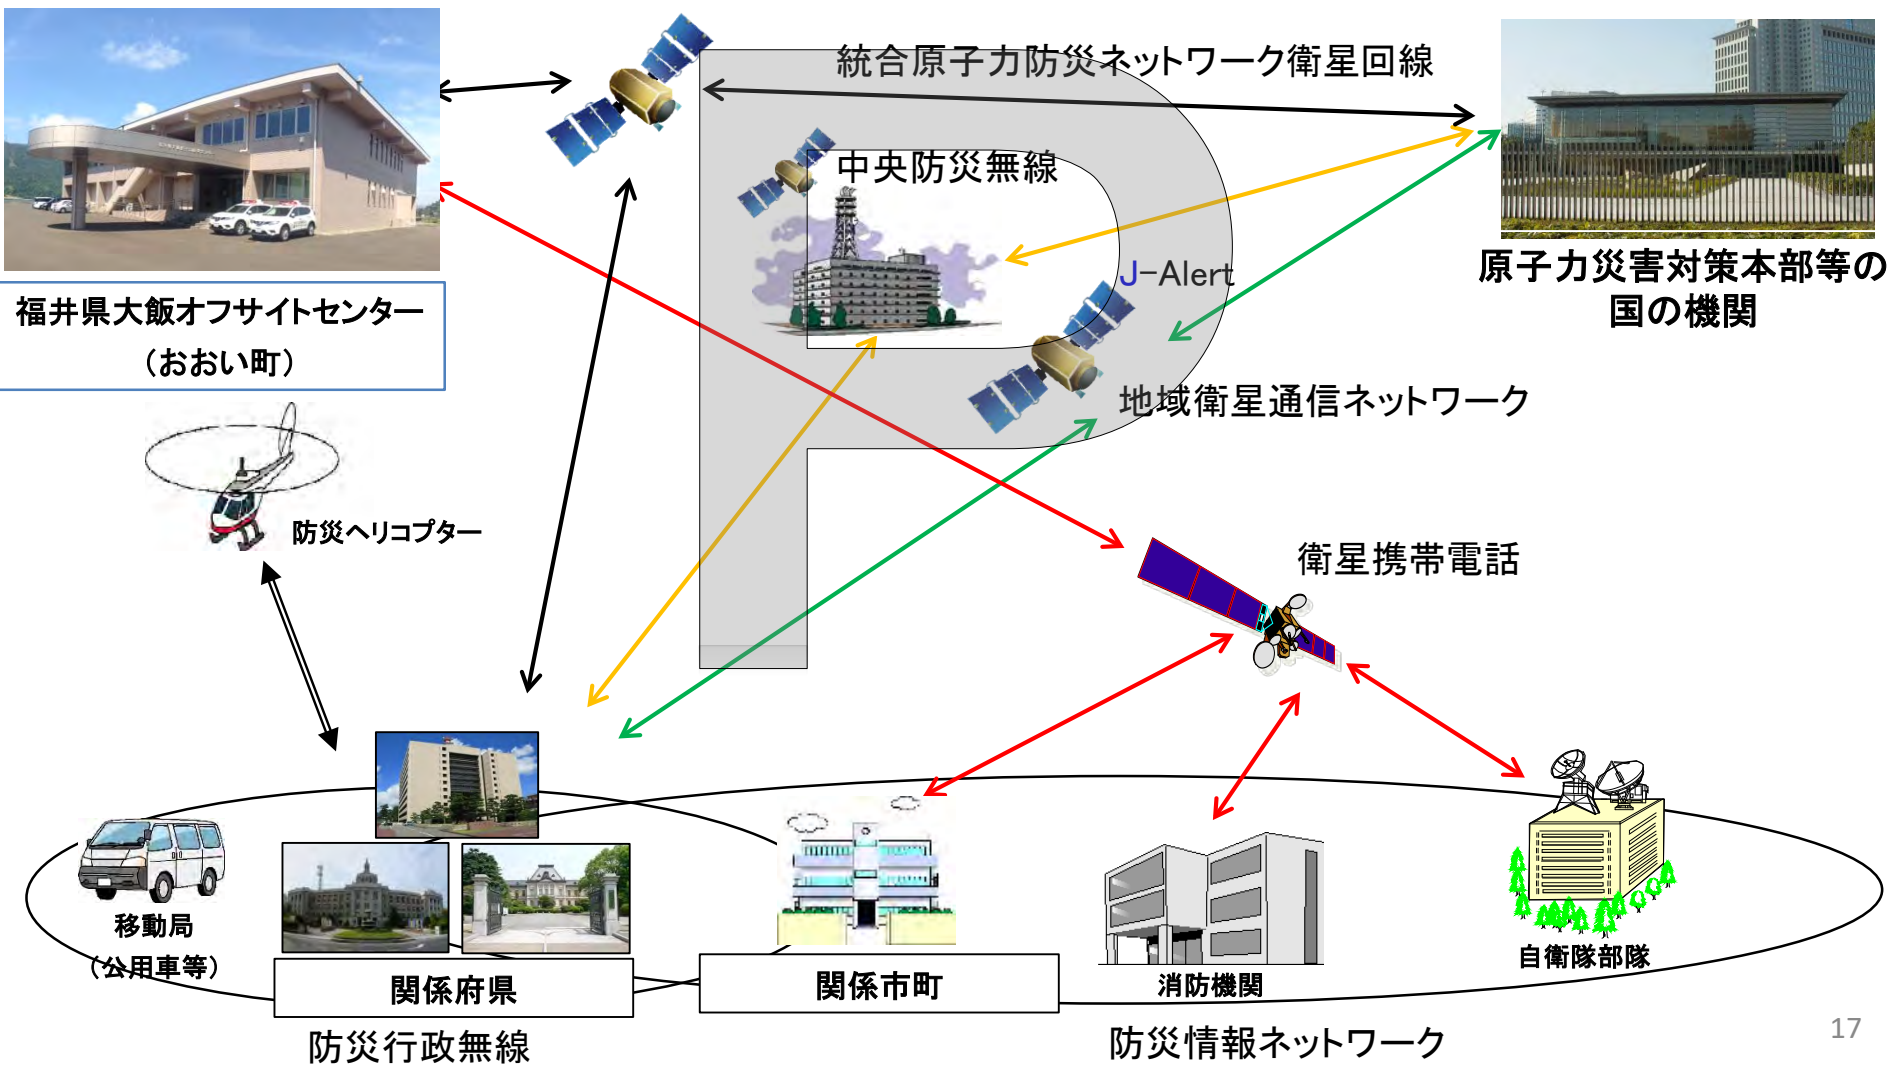 統合原子力防災ネットワーク衛星回線
中央防災無線
J-Alert
原子力災害対策本部等の
国の機関
福井県大飯オフサイトセンター
（おおい町）
地域衛星通信ネットワーク
防災ヘリコプター
衛星携帯電話
移動局
（公用車等）
関係府県
関係市町
消防機関
自衛隊部隊
防災行政無線
防災情報ネットワーク
17
P